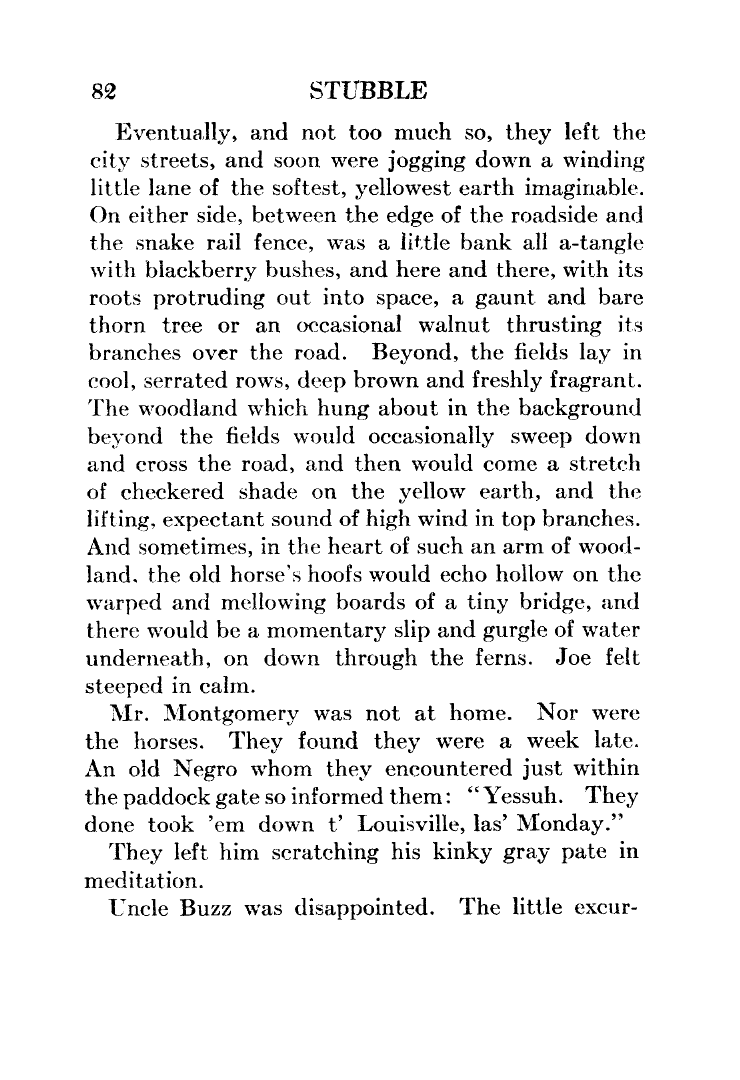 82 STUBBLE
Eventually, and not too much so, they left the
city streets, and soon were jogging down a winding
little lane of the softest, yellowest earth imaginable.
On either side, between the edge of the roadside and
the snake rail fence, was a little bank all a-tangle
with blackberry bushes, and here and there, with its
roots protruding out into space, a gaunt and bare
thorn tree or an occasional walnut thrusting its
branches over the road. Beyond, the fields lay in
cool, serrated rows, deep brown and freshly fragrant.
The woodland which hung about in the background
beyond the fields would occasionally sweep down
and cross the road, and then would come a stretch
of checkered shade on the yellow earth, and the
lifting, expectant sound of high wind in top branches.
And sometimes, in the heart of such an arm of wood-
land, the old horse's hoofs would echo hollow on the
warped and mellowing boards of a tiny bridge, and
there would be a momentary slip and gurgle of water
underneath, on down through the ferns. Joe felt
steeped in calm.
Mr. Montgomery was not at home. Nor were
the horses. They found they were a week late.
An old Negro whom they encountered just within
the paddock gate so informed them: "Yessuh. They
done took 'em down t' Louisville, las' Monday."
They left him scratching his kinky gray pate in
meditation.
Uncle Buzz was disappointed. The little excur-